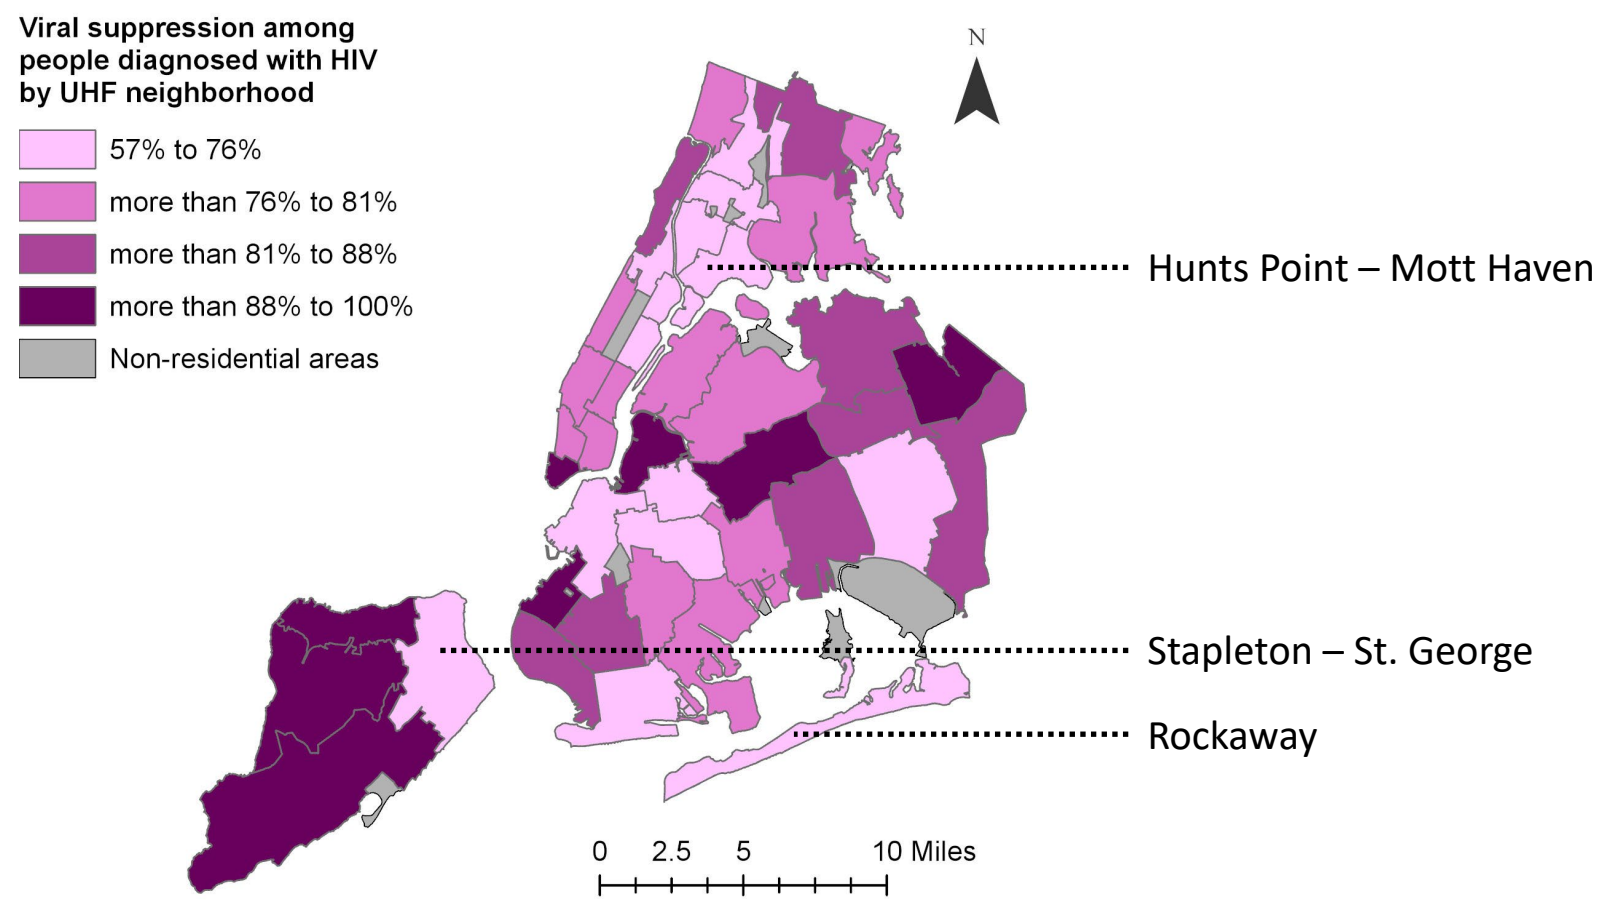 Viral suppression among
people diagnosed with HIV
by UHF neighborhood
57% to 76%
more than 76% to 81%
more than 81% to 88%
more than 88% to 100%
Non-residential areas
N
Hunts Point – Mott Haven
Stapleton – St. George
Rockaway
0 2.5 5 10 Miles